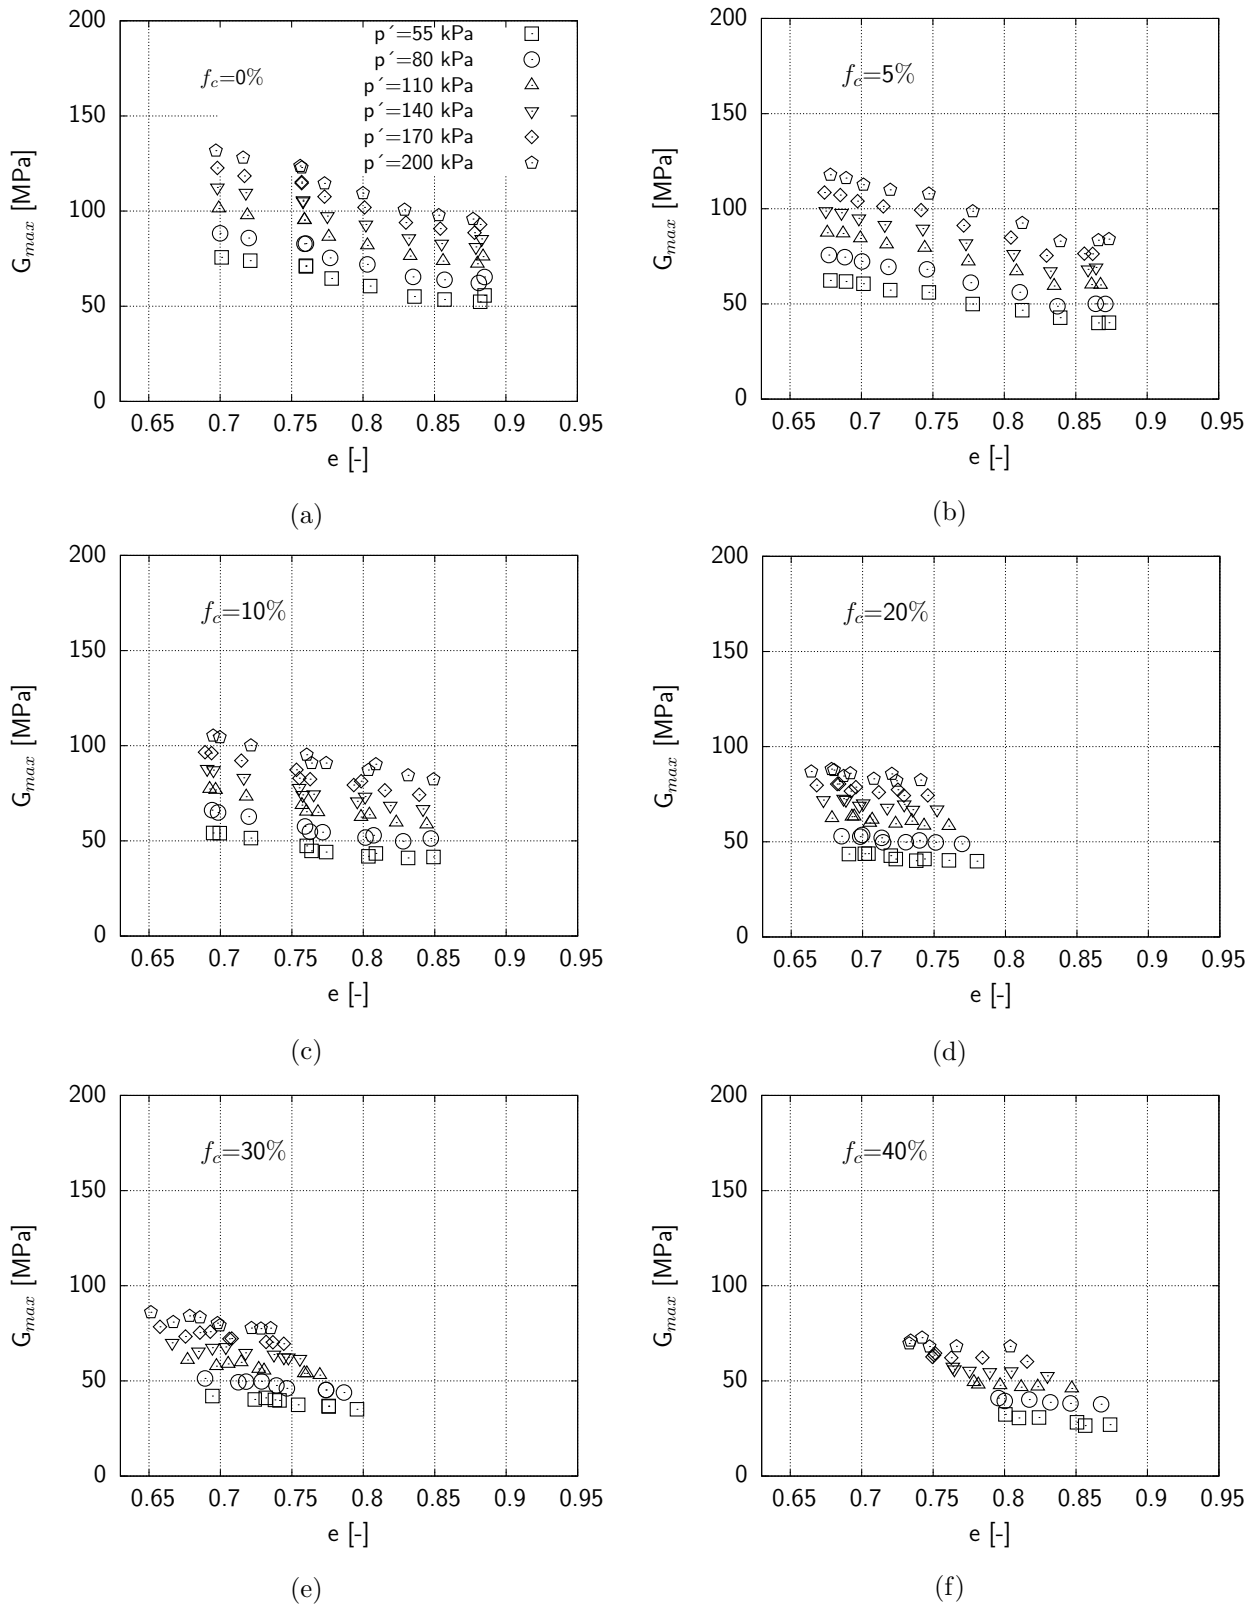 200
150
100
50
0
G_max [MPa]
f_c=0%
p´=55 kPa
p´=80 kPa
p´=110 kPa
p´=140 kPa
p´=170 kPa
p´=200 kPa
0.65 0.7 0.75 0.8 0.85 0.9 0.95
e [-]
(a)
200
150
100
50
0
G_max [MPa]
f_c=5%
0.65 0.7 0.75 0.8 0.85 0.9 0.95
e [-]
(b)
200
150
100
50
0
G_max [MPa]
f_c=10%
0.65 0.7 0.75 0.8 0.85 0.9 0.95
e [-]
(c)
200
150
100
50
0
G_max [MPa]
f_c=20%
0.65 0.7 0.75 0.8 0.85 0.9 0.95
e [-]
(d)
200
150
100
50
0
G_max [MPa]
f_c=30%
0.65 0.7 0.75 0.8 0.85 0.9 0.95
e [-]
(e)
200
150
100
50
0
G_max [MPa]
f_c=40%
0.65 0.7 0.75 0.8 0.85 0.9 0.95
e [-]
(f)